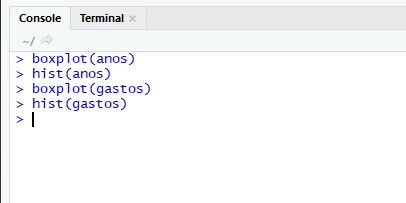 Console Terminal ×
~/
> boxplot(anos)
> hist(anos)
> boxplot(gastos)
> hist(gastos)
>